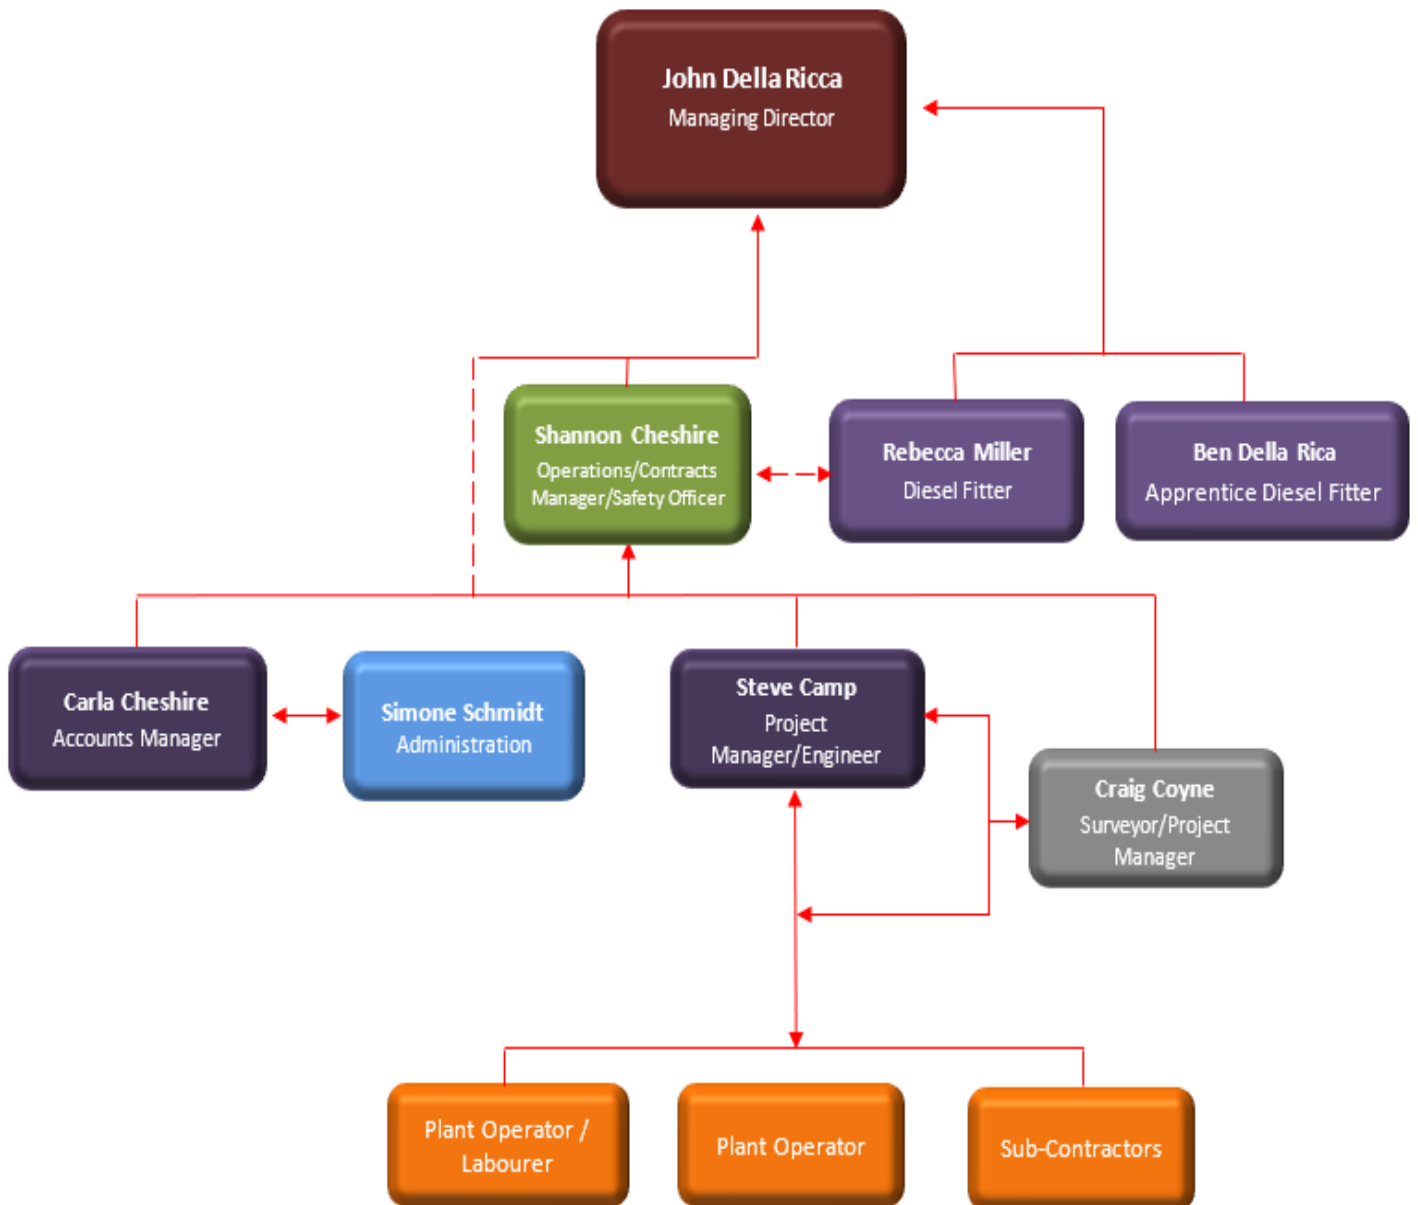 John Della Ricca
Managing Director
Shannon Cheshire
Operations/Contracts
Manager/Safety Officer
Rebecca Miller
Diesel Fitter
Ben Della Rica
Apprentice Diesel Fitter
Carla Cheshire
Accounts Manager
Simone Schmidt
Administration
Steve Camp
Project
Manager/Engineer
Craig Coyne
Surveyor/Project
Manager
Plant Operator /
Labourer
Plant Operator
Sub-Contractors